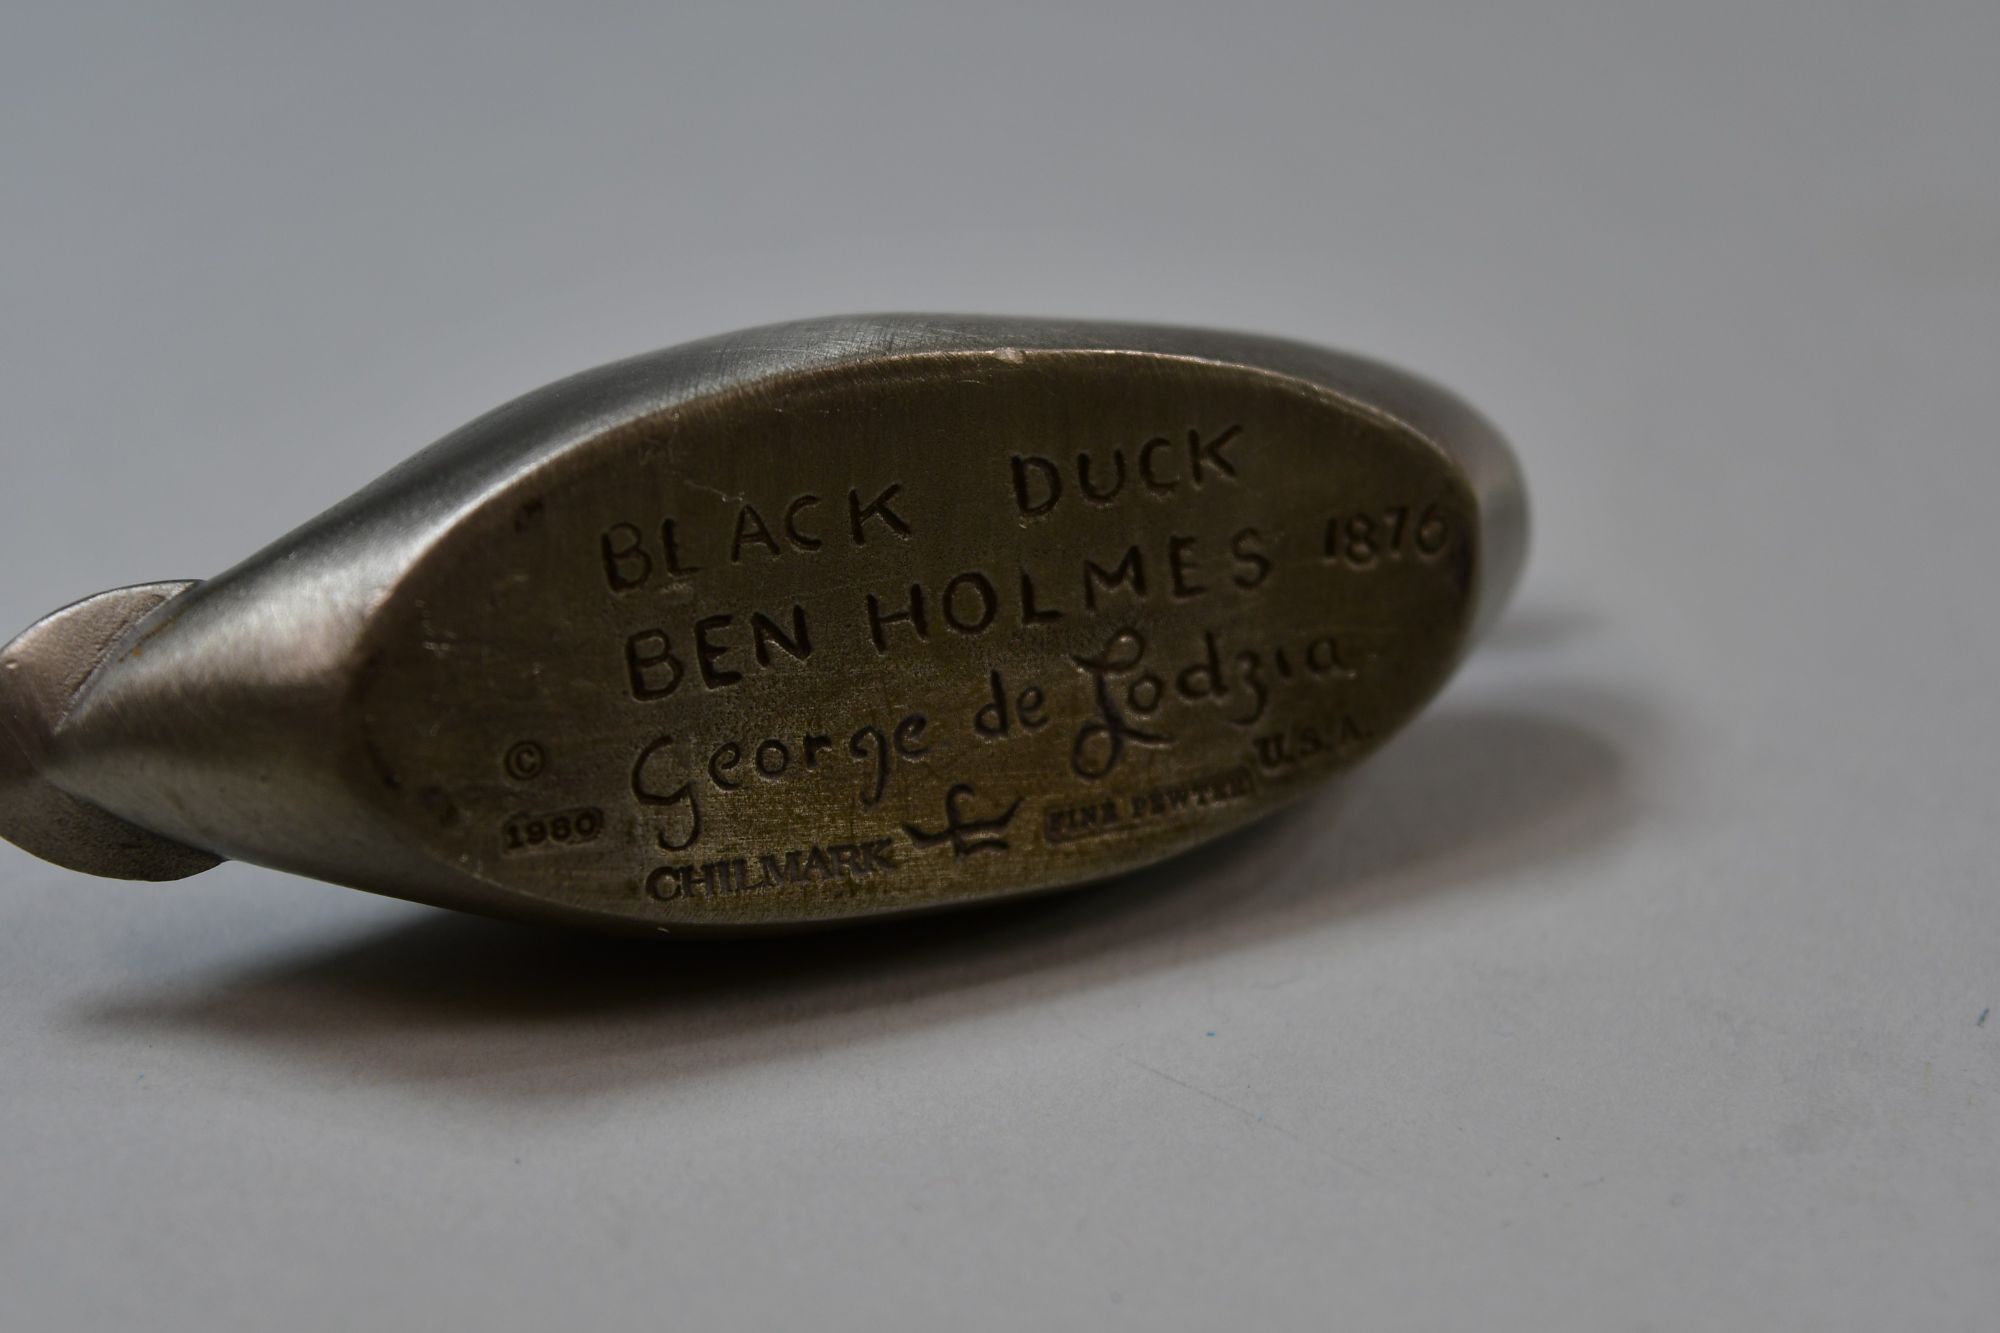 BLACK DUCK
BEN HOLMES 1876
George de Lodzia
© 1980
CHILMARK FINE PEWTER U.S.A.